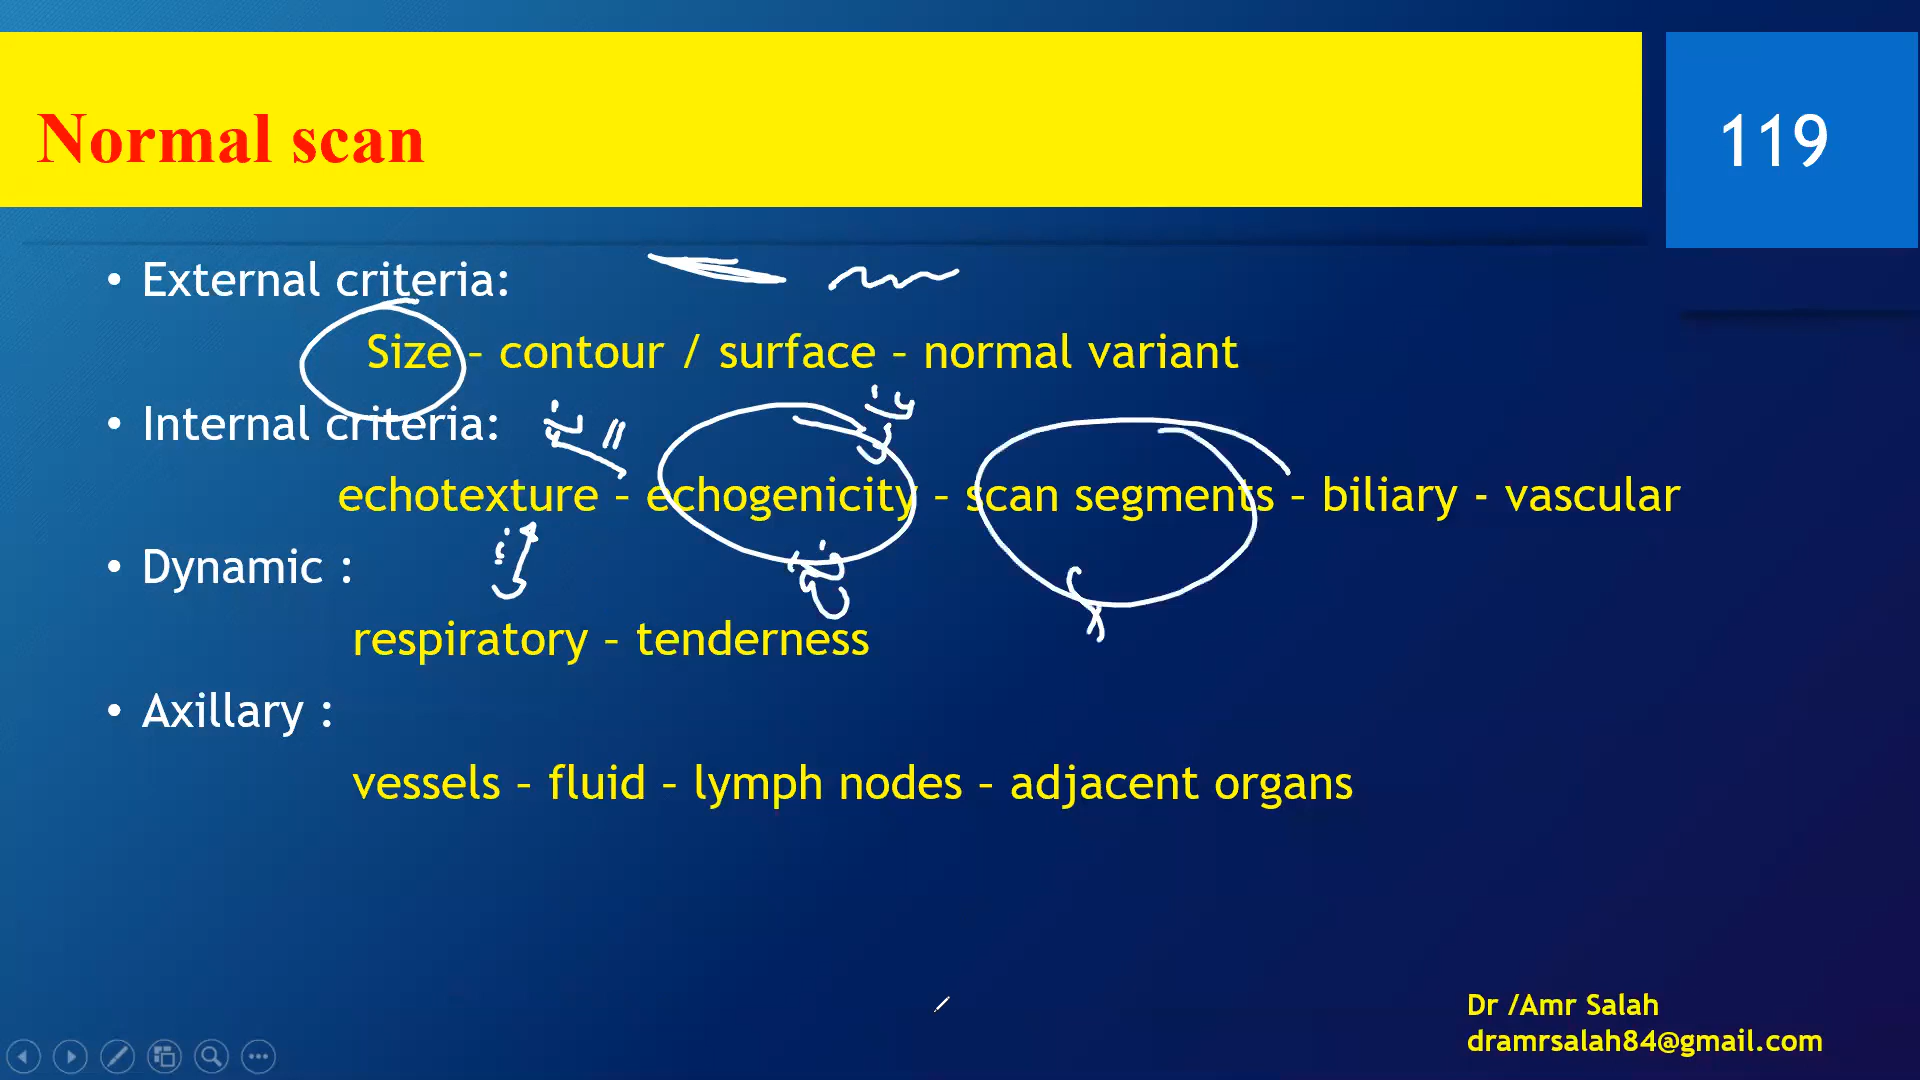 Normal scan
119
• External criteria:
Size – contour / surface – normal variant
• Internal criteria:
echotexture – echogenicity – scan segments – biliary - vascular
• Dynamic :
respiratory – tenderness
• Axillary :
vessels – fluid – lymph nodes – adjacent organs
Dr /Amr Salah
dramrsalah84@gmail.com